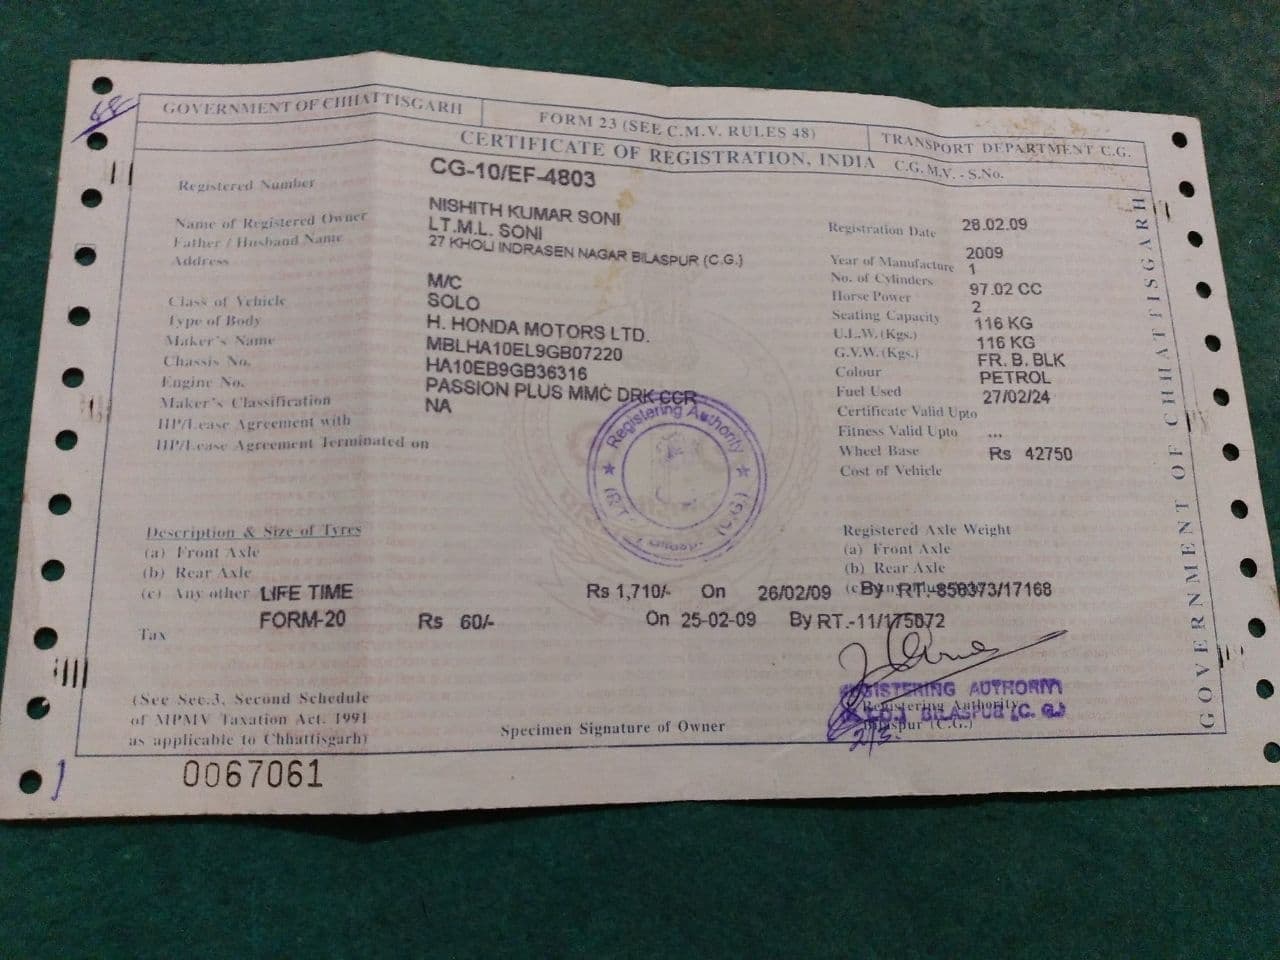 GOVERNMENT OF CHHATTISGARH
FORM 23 (SEE C.M.V. RULES 48)
TRANSPORT DEPARTMENT C.G.
CERTIFICATE OF REGISTRATION, INDIA
C.G.M.V. - S.No.
Registered Number CG-10/EF-4803
Name of Registered Owner NISHITH KUMAR SONI
Father / Husband Name LT.M.L. SONI
Address 27 KHOLI INDRASEN NAGAR BILASPUR (C.G.)
Class of Vehicle M/C
Type of Body SOLO
Maker's Name H. HONDA MOTORS LTD.
Chassis No. MBLHA10EL9GB07220
Engine No. HA10EB9GB36316
Maker's Classification PASSION PLUS MMC DRK CCR
HP/Lease Agreement with NA
HP/Lease Agreement Terminated on
Registration Date 28.02.09
Year of Manufacture 2009
No. of Cylinders 1
Horse Power 97.02 CC
Seating Capacity 2
U.L.W. (Kgs.) 116 KG
G.V.W. (Kgs.) 116 KG
Colour FR. B. BLK
Fuel Used PETROL
Certificate Valid Upto 27/02/24
Fitness Valid Upto
Wheel Base ...
Cost of Vehicle Rs 42750
Registering Authority
(C.G.)
Description & Size of Tyres
(a) Front Axle
(b) Rear Axle
(c) Any other
Registered Axle Weight
(a) Front Axle
(b) Rear Axle
LIFE TIME Rs 1,710/- On 26/02/09 By RT.-858373/17168
FORM-20 Rs 60/- On 25-02-09 By RT.-11/175672
Tax
(See Sec.3, Second Schedule
of MPMV Taxation Act. 1991
as applicable to Chhattisgarh)
Specimen Signature of Owner
REGISTERING AUTHORITY
Registering Authority
BILASPUR (C. G.)
Bilaspur (C.G.)
0067061
GOVERNMENT OF CHHATTISGARH